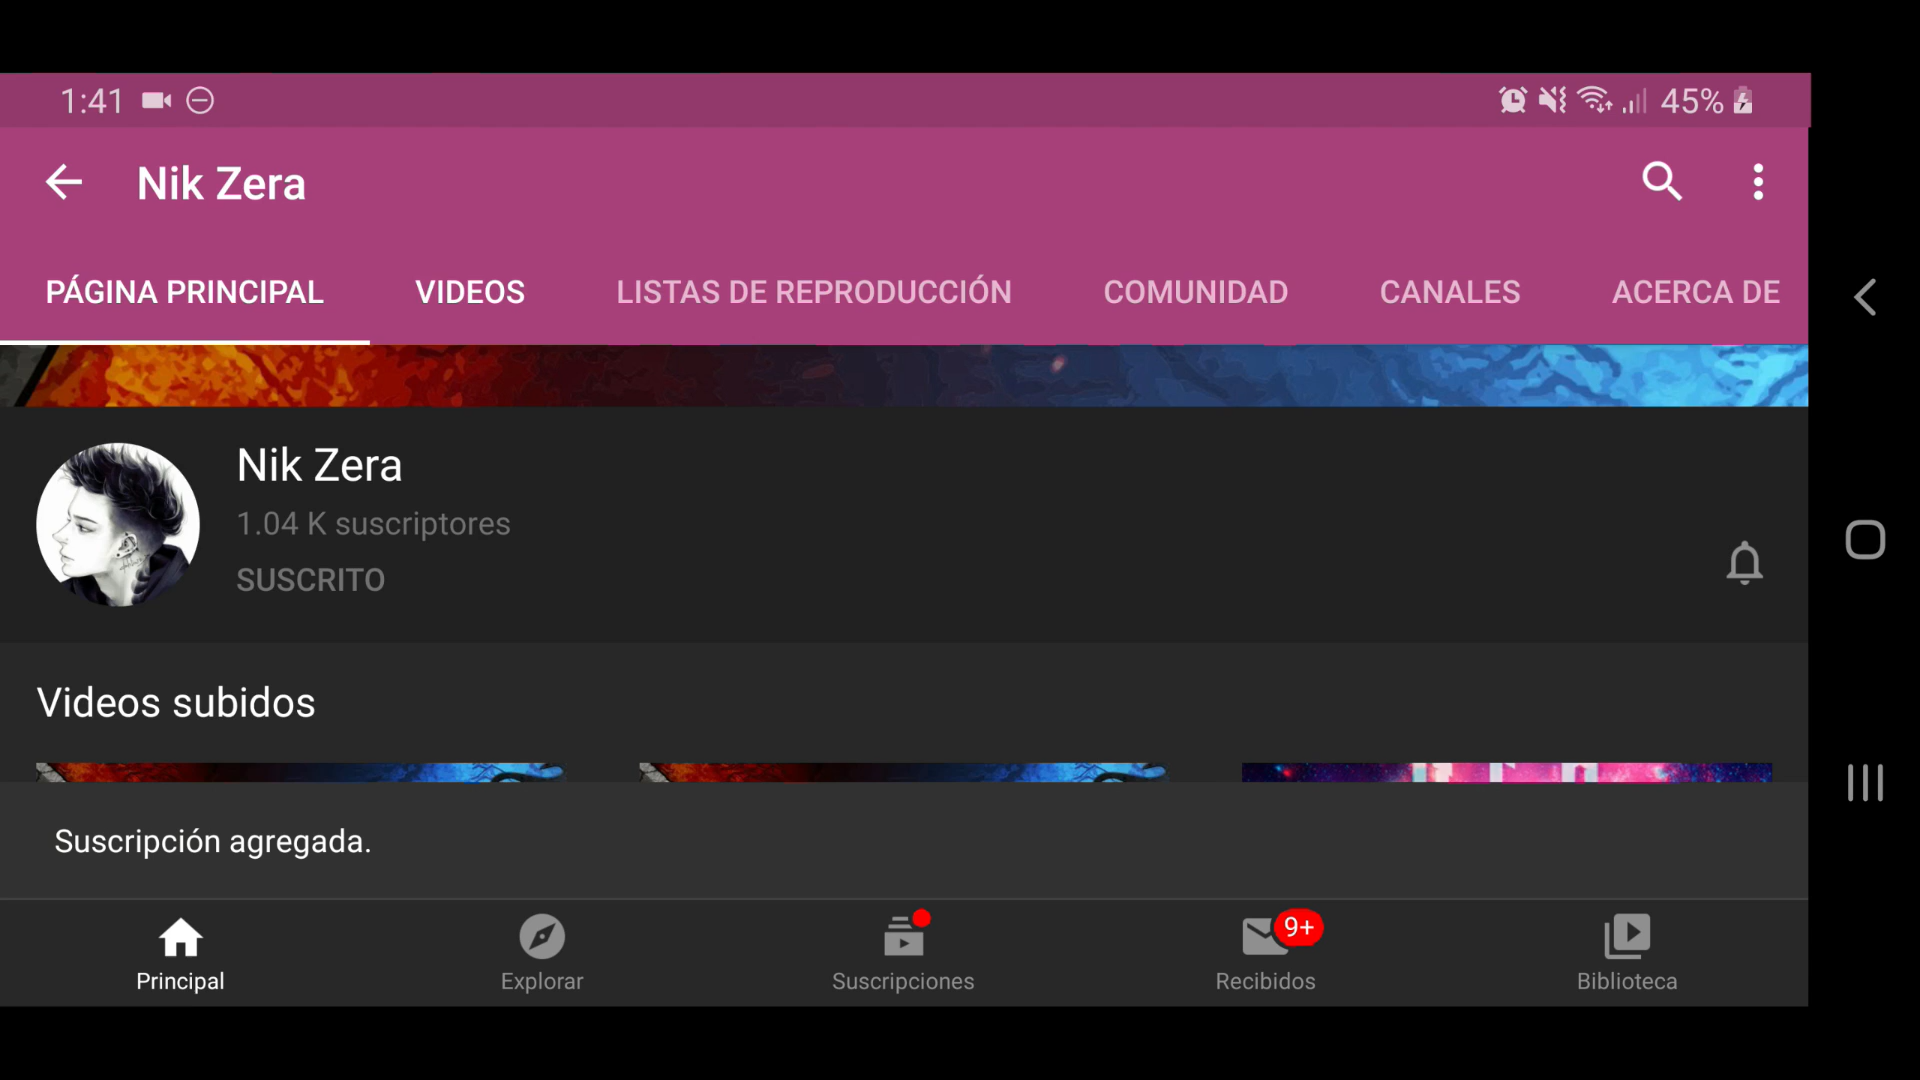 1:41 45%
Nik Zera
PÁGINA PRINCIPAL VIDEOS LISTAS DE REPRODUCCIÓN COMUNIDAD CANALES ACERCA DE
Nik Zera
1.04 K suscriptores
SUSCRITO
Videos subidos
Suscripción agregada.
9+
Principal Explorar Suscripciones Recibidos Biblioteca